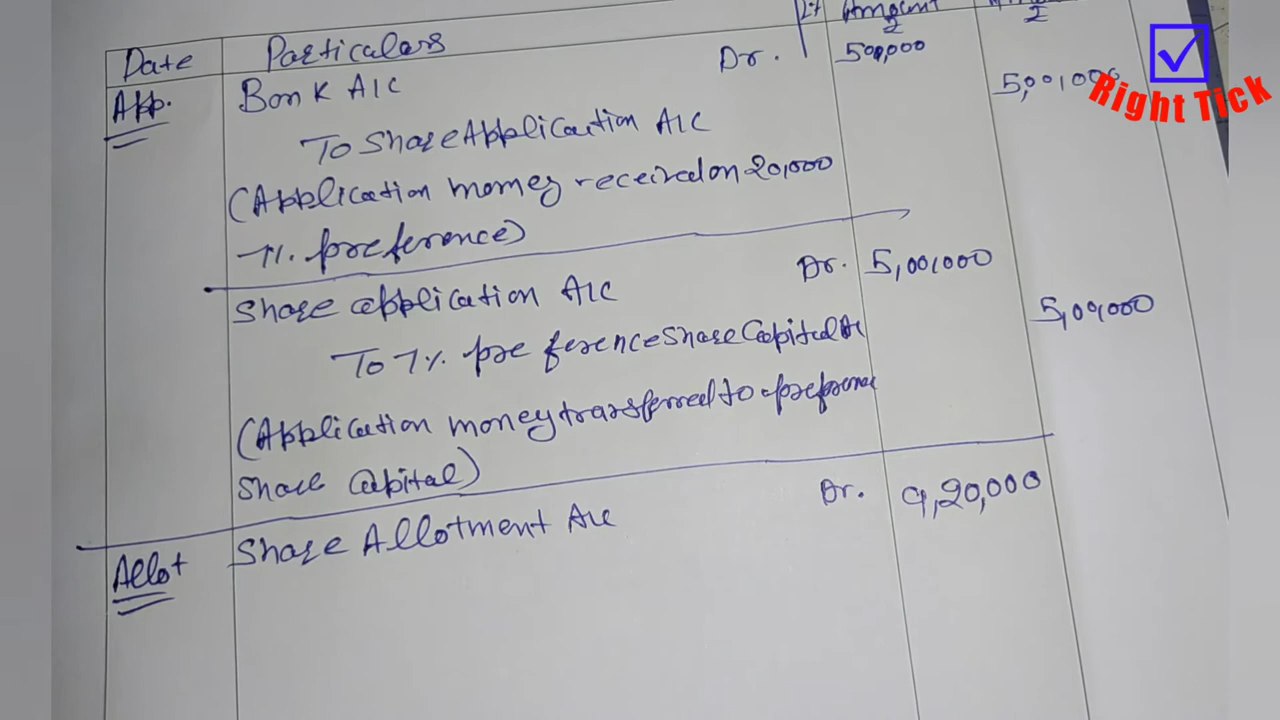 Date Particulars L.f Amount
₹
Right Tick
App. Bank A/C Dr. 500,000
5,00,000
To Share Application A/C
(Application money received on 20,000
7%. preference)
Share application A/C Dr. 5,00,000
To 7%. preference Share Capital A/c 5,00,000
(Application money transferred to preference
Share Capital)
Allot Share Allotment A/c Dr. 9,20,000